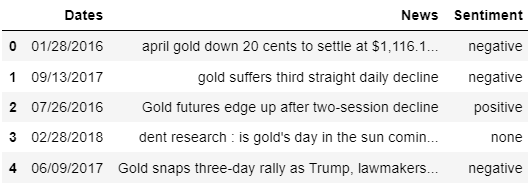 Dates News Sentiment
0 01/28/2016 april gold down 20 cents to settle at $1,116.1... negative
1 09/13/2017 gold suffers third straight daily decline negative
2 07/26/2016 Gold futures edge up after two-session decline positive
3 02/28/2018 dent research : is gold's day in the sun comin... none
4 06/09/2017 Gold snaps three-day rally as Trump, lawmakers... negative